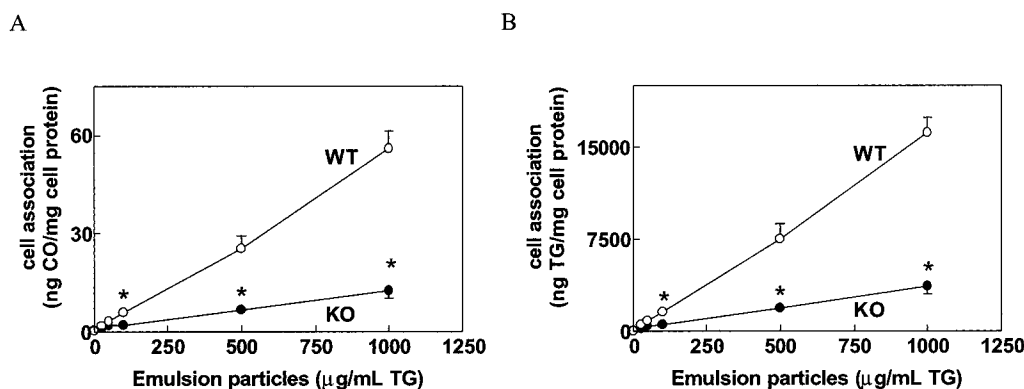 A
cell association
(ng CO/mg cell protein)
60
30
0
WT
KO
*
*
*
0
250
500
750
1000
1250
Emulsion particles (μg/mL TG)
B
cell association
(ng TG/mg cell protein)
15000
7500
0
WT
KO
*
*
*
0
250
500
750
1000
1250
Emulsion particles (μg/mL TG)